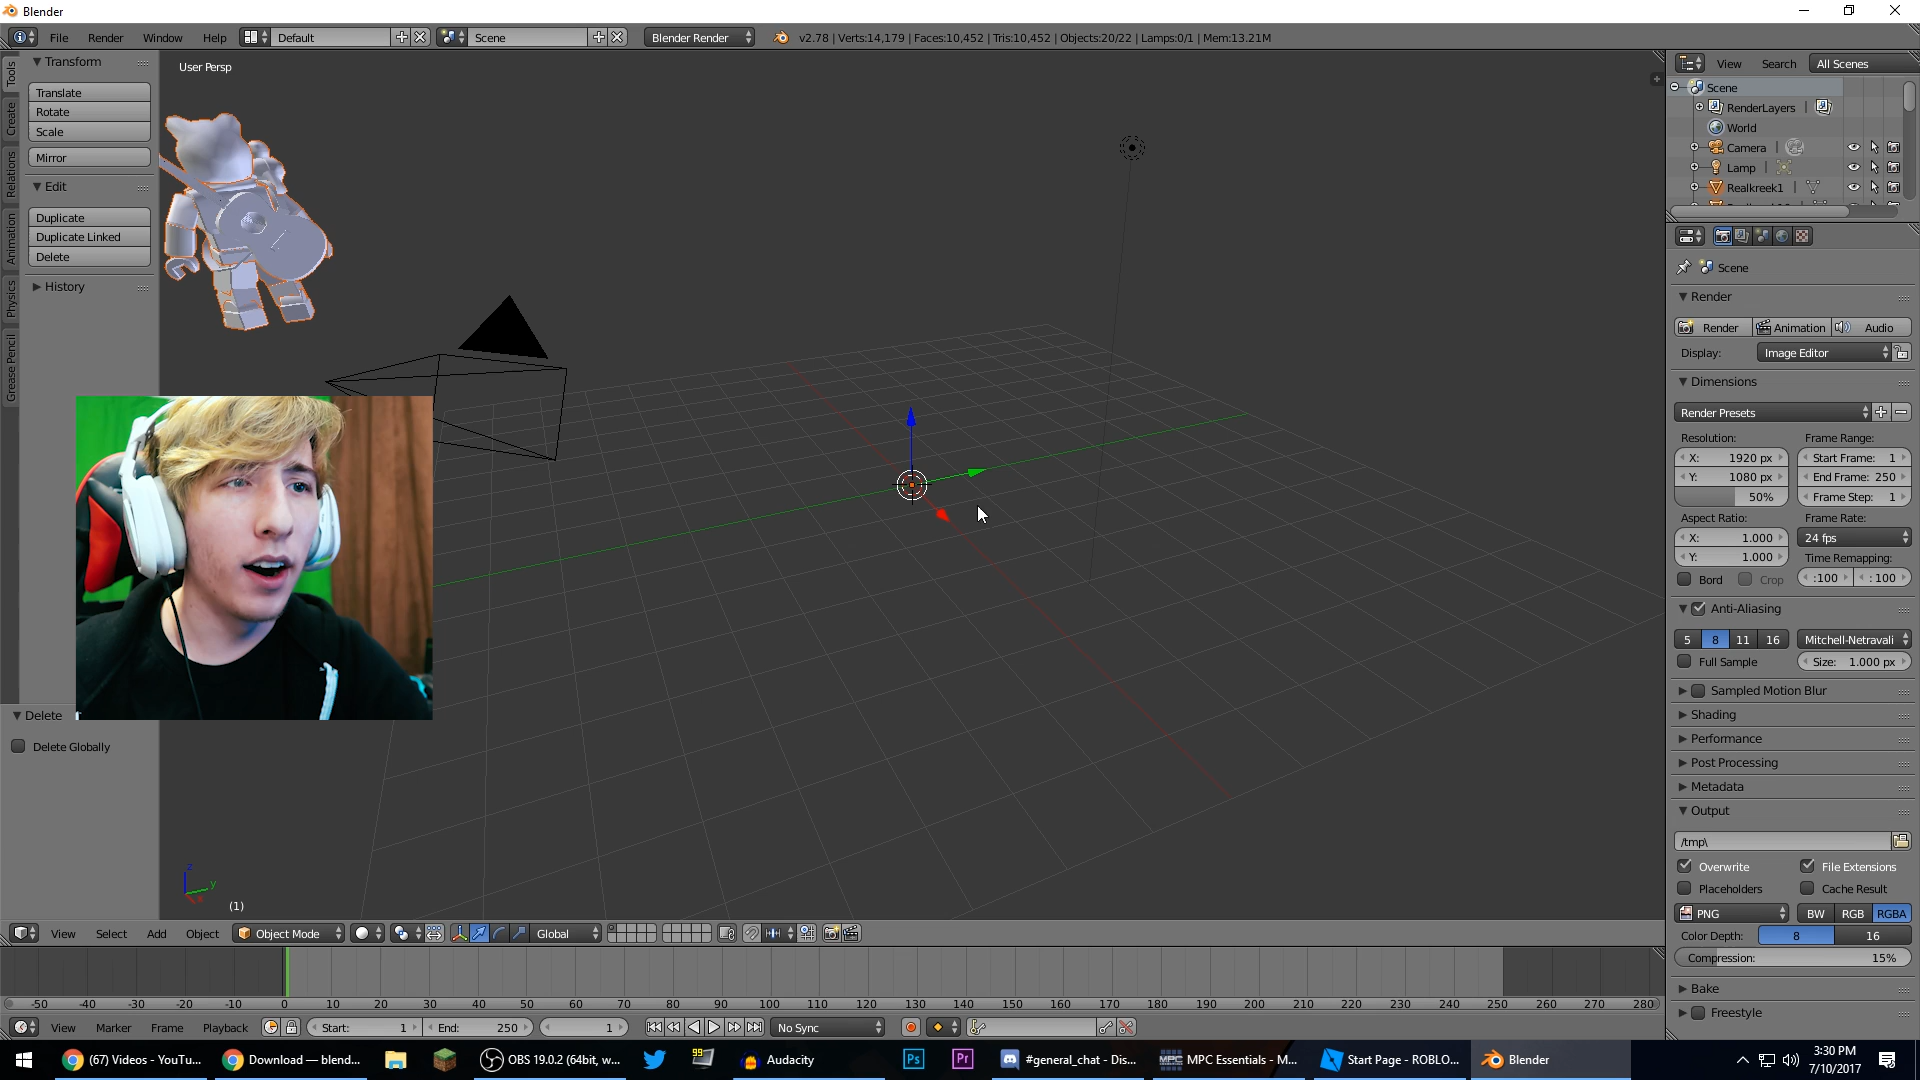 Blender
File Render Window Help Default Scene Blender Render v2.78 | Verts:14,179 | Faces:10,452 | Tris:10,452 | Objects:20/22 | Lamps:0/1 | Mem:13.21M
Tools
Create
Relations
Animation
Physics
Grease Pencil
Transform
Translate
Rotate
Scale
Mirror
Edit
Duplicate
Duplicate Linked
Delete
History
Delete
Delete Globally
User Persp
z
y
(1)
View Search All Scenes
Scene
RenderLayers |
World
Camera |
Lamp |
Realkreek1 |
Scene
Render
Render Animation Audio
Display: Image Editor
Dimensions
Render Presets
Resolution: Frame Range:
X: 1920 px Start Frame: 1
Y: 1080 px End Frame: 250
50% Frame Step: 1
Aspect Ratio: Frame Rate:
X: 1.000 24 fps
Y: 1.000 Time Remapping:
Bord Crop :100 : 100
Anti-Aliasing
5 8 11 16 Mitchell-Netravali
Full Sample Size: 1.000 px
Sampled Motion Blur
Shading
Performance
Post Processing
Metadata
Output
/tmp\
Overwrite File Extensions
Placeholders Cache Result
PNG BW RGB RGBA
Color Depth: 8 16
Compression: 15%
Bake
Freestyle
View Select Add Object Object Mode Global
-50 -40 -30 -20 -10 0 10 20 30 40 50 60 70 80 90 100 110 120 130 140 150 160 170 180 190 200 210 220 230 240 250 260 270 280
View Marker Frame Playback Start: 1 End: 250 1 No Sync
(67) Videos - YouTu... Download — blend... OBS 19.0.2 (64bit, w... 99 Audacity Ps Pr #general_chat - Dis... MPC MPC Essentials - M... Start Page - ROBLO... Blender
3:30 PM
7/10/2017